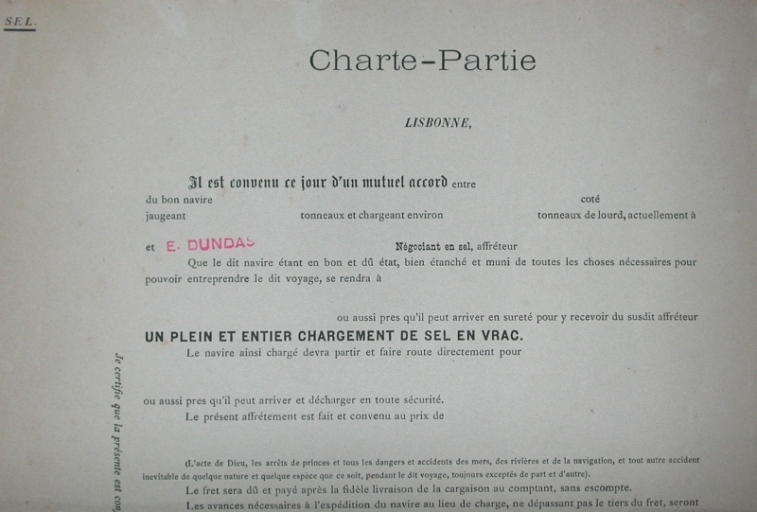 SEL.
Charte-Partie
LISBONNE,
Il est convenu ce jour d'un mutuel accord entre
du bon navire coté
jaugeant tonneaux et chargeant environ tonneaux de lourd, actuellement à
et E. DUNDAS Négociant en sel, affréteur
Que le dit navire étant en bon et dû état, bien étanché et muni de toutes les choses nécessaires pour
pouvoir entreprendre le dit voyage, se rendra à
ou aussi pres qu'il peut arriver en sureté pour y recevoir du susdit affréteur
UN PLEIN ET ENTIER CHARGEMENT DE SEL EN VRAC.
Le navire ainsi chargé devra partir et faire route directement pour
ou aussi pres qu'il peut arriver et décharger en toute sécurité.
Le présent affrétement est fait et convenu au prix de
(L'acte de Dieu, les arrêts de princes et tous les dangers et accidents des mers, des rivières et de la navigation, et tout autre accident
inevitable de quelque nature et quelque espèce que ce soit, pendant le dit voyage, toujours exceptés de part et d'autre).
Le fret sera dû et payé après la fidèle livraison de la cargaison au comptant, sans escompte.
Les avances nécessaires à l'expédition du navire au lieu de charge, ne dépassant pas le tiers du fret, seront
Je certifie que la présente est